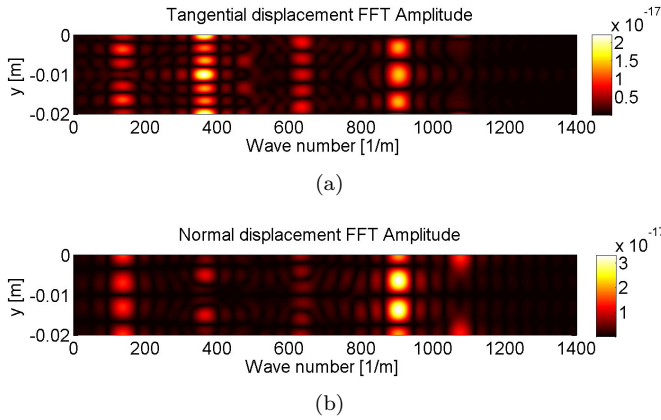 Tangential displacement FFT Amplitude
x 10⁻¹⁷
0
-0.01
-0.02
y [m]
2
1.5
1
0.5
0 200 400 600 800 1000 1200 1400
Wave number [1/m]
(a)
Normal displacement FFT Amplitude
x 10⁻¹⁷
0
-0.01
-0.02
y [m]
3
2
1
0 200 400 600 800 1000 1200 1400
Wave number [1/m]
(b)